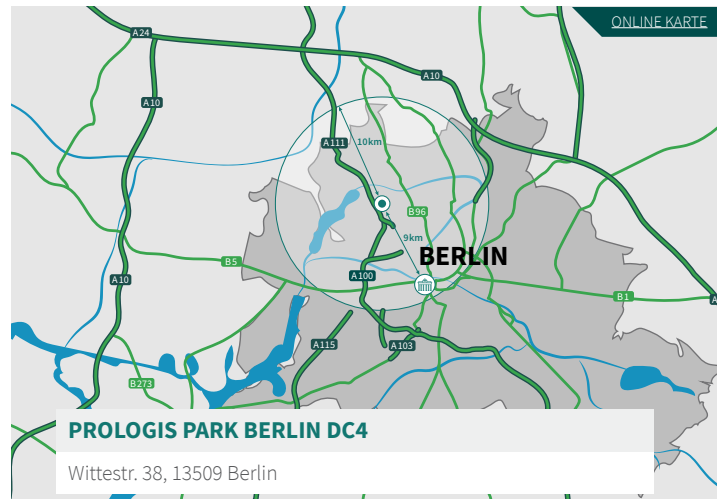 ONLINE KARTE
A24
A10
A10
A111
10km
B96
9km
BERLIN
B5
A10
A100
B1
A
A115
A103
B273
PROLOGIS PARK BERLIN DC4
Wittestr. 38, 13509 Berlin